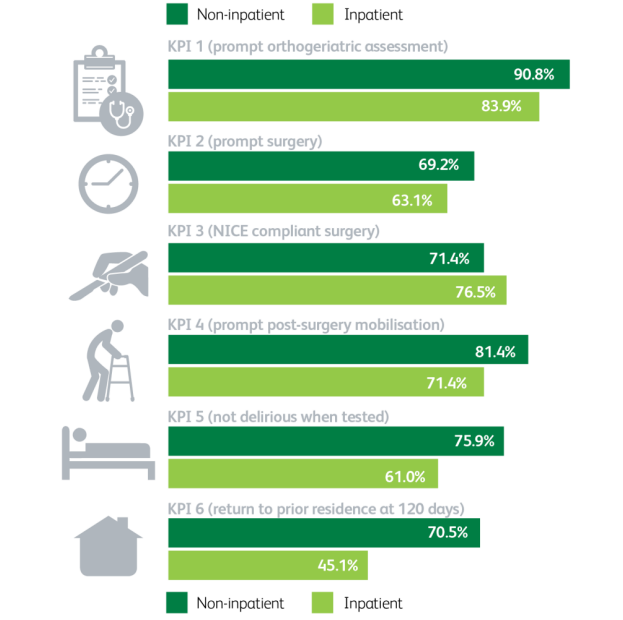 Non-inpatient Inpatient
KPI 1 (prompt orthogeriatric assessment)
90.8%
83.9%
KPI 2 (prompt surgery)
69.2%
63.1%
KPI 3 (NICE compliant surgery)
71.4%
76.5%
KPI 4 (prompt post-surgery mobilisation)
81.4%
71.4%
KPI 5 (not delirious when tested)
75.9%
61.0%
KPI 6 (return to prior residence at 120 days)
70.5%
45.1%
Non-inpatient Inpatient